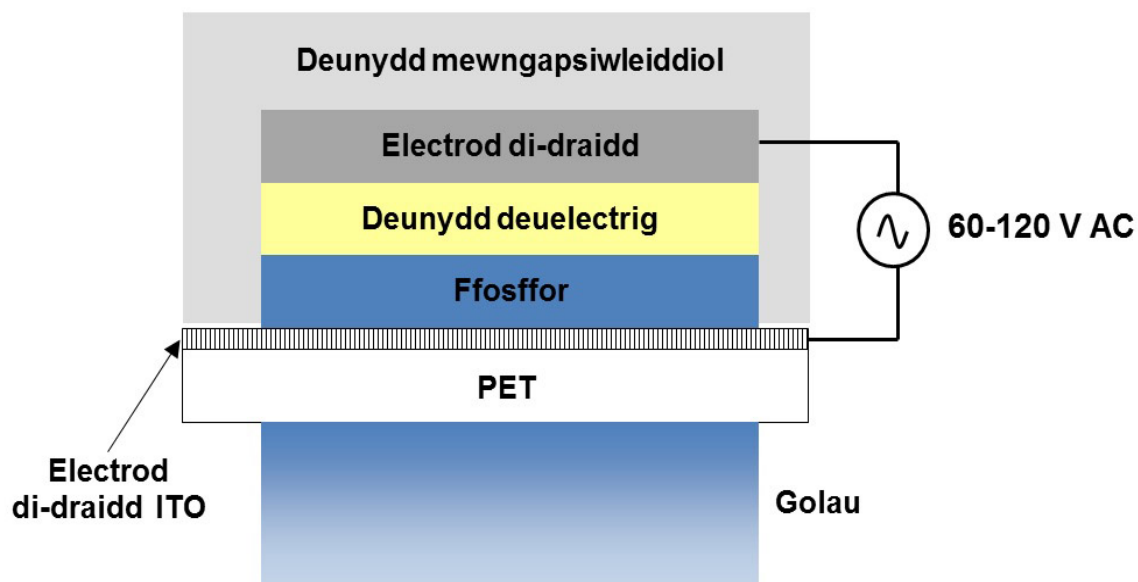 Deunydd mewngapsiwleiddiol
Electrod di-draidd
Deunydd deuelectrig
60-120 V AC
Ffosffor
PET
Electrod
di-draidd ITO
Golau